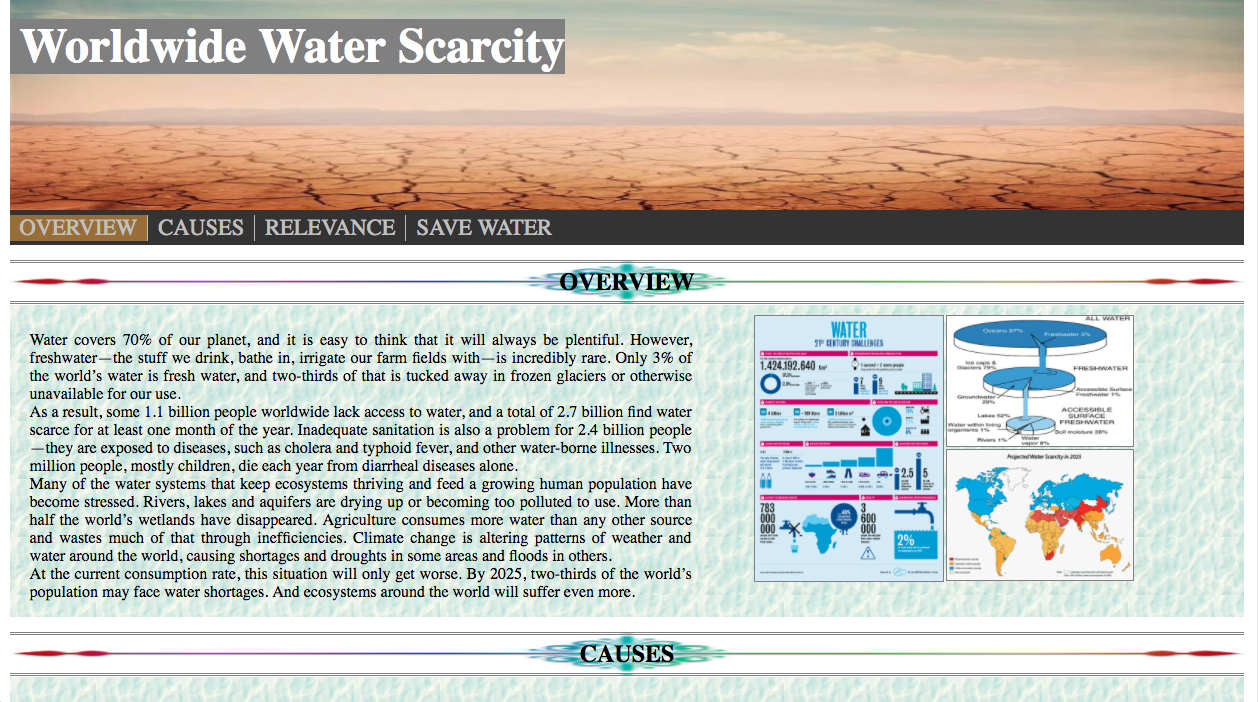 Worldwide Water Scarcity
OVERVIEW
CAUSES
RELEVANCE
SAVE WATER
OVERVIEW
Water covers 70% of our planet, and it is easy to think that it will always be plentiful. However,
freshwater—the stuff we drink, bathe in, irrigate our farm fields with—is incredibly rare. Only 3% of
the world's water is fresh water, and two-thirds of that is tucked away in frozen glaciers or otherwise
unavailable for our use.
As a result, some 1.1 billion people worldwide lack access to water, and a total of 2.7 billion find water
scarce for at least one month of the year. Inadequate sanitation is also a problem for 2.4 billion people
—they are exposed to diseases, such as cholera and typhoid fever, and other water-borne illnesses. Two
million people, mostly children, die each year from diarrheal diseases alone.
Many of the water systems that keep ecosystems thriving and feed a growing human population have
become stressed. Rivers, lakes and aquifers are drying up or becoming too polluted to use. More than
half the world's wetlands have disappeared. Agriculture consumes more water than any other source
and wastes much of that through inefficiencies. Climate change is altering patterns of weather and
water around the world, causing shortages and droughts in some areas and floods in others.
At the current consumption rate, this situation will only get worse. By 2025, two-thirds of the world's
population may face water shortages. And ecosystems around the world will suffer even more.
WATER
21ST CENTURY CHALLENGES
1.424.192.640
2.5
5
783
000
000
3
600
000
2%
ALL WATER
Oceans 97%
Freshwater 3%
Ice caps &
Glaciers 79%
FRESHWATER
Groundwater
29%
Accessible Surface
Freshwater 1%
Lakes 52%
ACCESSIBLE
SURFACE
FRESHWATER
Water within living
organisms 1%
Soil moisture 38%
Rivers 1%
Water
vapor 8%
Projected Water Scarcity in 2025
CAUSES